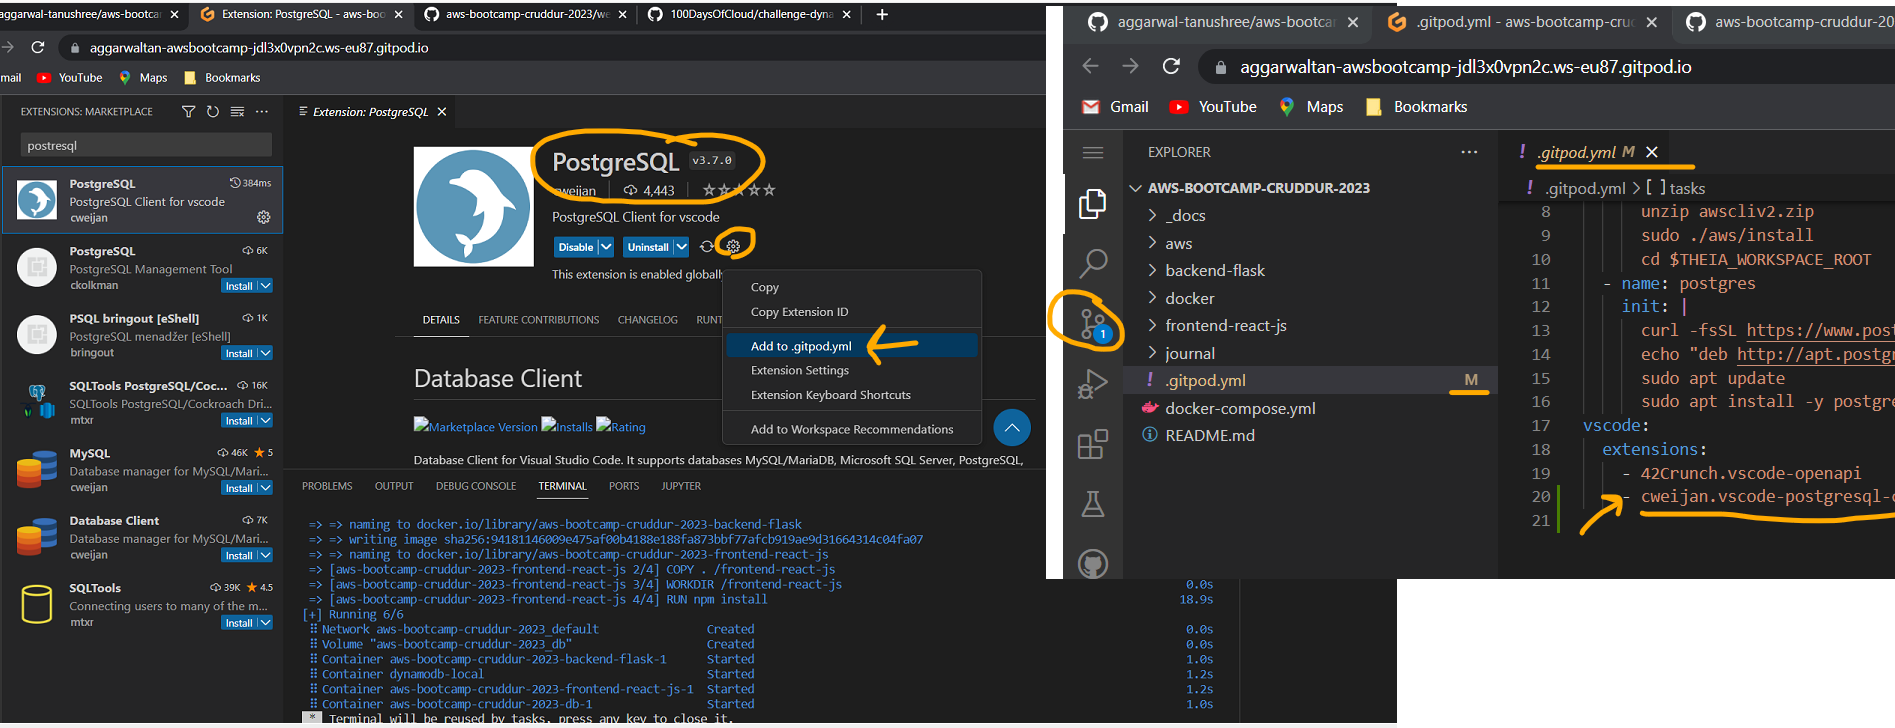 aggarwal-tanushree/aws-bootcar
Extension: PostgreSQL - aws-boo
aws-bootcamp-cruddur-2023/we
100DaysOfCloud/challenge-dyna
aggarwaltan-awsbootcamp-jdl3x0vpn2c.ws-eu87.gitpod.io
mail YouTube Maps Bookmarks
EXTENSIONS: MARKETPLACE
postresql
PostgreSQL 384ms
PostgreSQL Client for vscode
cweijan
PostgreSQL 6K
PostgreSQL Management Tool
ckolkman Install
PSQL bringout [eShell] 1K
PostgreSQL menadžer [eShell]
bringout Install
SQLTools PostgreSQL/Coc... 16K
SQLTools PostgreSQL/Cockroach Dri...
mtxr Install
MySQL 46K 5
Database manager for MySQL/Mari...
cweijan Install
Database Client 7K
Database manager for MySQL/Mari...
cweijan Install
SQLTools 39K 4.5
Connecting users to many of the m...
mtxr Install
Extension: PostgreSQL
PostgreSQL v3.7.0
cweijan 4,443
PostgreSQL Client for vscode
Disable Uninstall
This extension is enabled globally
Copy
Copy Extension ID
Add to .gitpod.yml
Extension Settings
Extension Keyboard Shortcuts
Add to Workspace Recommendations
DETAILS FEATURE CONTRIBUTIONS CHANGELOG RUNT
Database Client
Marketplace Version Installs Rating
Database Client for Visual Studio Code. It supports databases MySQL/MariaDB, Microsoft SQL Server, PostgreSQL,
PROBLEMS OUTPUT DEBUG CONSOLE TERMINAL PORTS JUPYTER
=> => naming to docker.io/library/aws-bootcamp-cruddur-2023-backend-flask
=> => writing image sha256:94181146009e475af00b4188e188fa873bbf77afcb919ae9d31664314c04fa07
=> => naming to docker.io/library/aws-bootcamp-cruddur-2023-frontend-react-js
=> [aws-bootcamp-cruddur-2023-frontend-react-js 2/4] COPY . /frontend-react-js
=> [aws-bootcamp-cruddur-2023-frontend-react-js 3/4] WORKDIR /frontend-react-js 0.0s
=> [aws-bootcamp-cruddur-2023-frontend-react-js 4/4] RUN npm install 18.9s
[+] Running 6/6
Network aws-bootcamp-cruddur-2023_default Created 0.0s
Volume "aws-bootcamp-cruddur-2023_db" Created 0.0s
Container aws-bootcamp-cruddur-2023-backend-flask-1 Started 1.0s
Container dynamodb-local Started 1.2s
Container aws-bootcamp-cruddur-2023-frontend-react-js-1 Started 1.2s
Container aws-bootcamp-cruddur-2023-db-1 Started 1.0s
* Terminal will be reused by tasks, press any key to close it.
aggarwal-tanushree/aws-bootca
.gitpod.yml - aws-bootcamp-cruc
aws-bootcamp-cruddur-20
aggarwaltan-awsbootcamp-jdl3x0vpn2c.ws-eu87.gitpod.io
Gmail YouTube Maps Bookmarks
EXPLORER
AWS-BOOTCAMP-CRUDDUR-2023
_docs
aws
backend-flask
docker
frontend-react-js
journal
.gitpod.yml M
docker-compose.yml
README.md
1
.gitpod.yml M
.gitpod.yml > [ ] tasks
8 unzip awscliv2.zip
9 sudo ./aws/install
10 cd $THEIA_WORKSPACE_ROOT
11 - name: postgres
12 init: |
13 curl -fsSL https://www.post
14 echo "deb http://apt.postgr
15 sudo apt update
16 sudo apt install -y postgre
17 vscode:
18 extensions:
19 - 42Crunch.vscode-openapi
20 - cweijan.vscode-postgresql-c
21